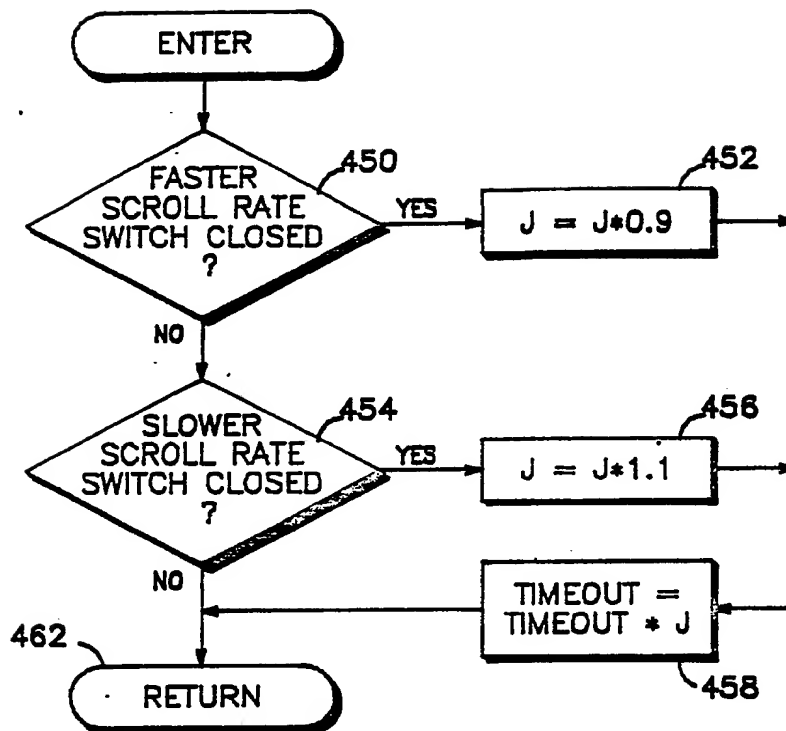 ENTER
450
FASTER
SCROLL RATE
SWITCH CLOSED
?
YES
452
J = J*0.9
NO
454
SLOWER
SCROLL RATE
SWITCH CLOSED
?
YES
456
J = J*1.1
NO
TIMEOUT =
TIMEOUT * J
458
462
RETURN